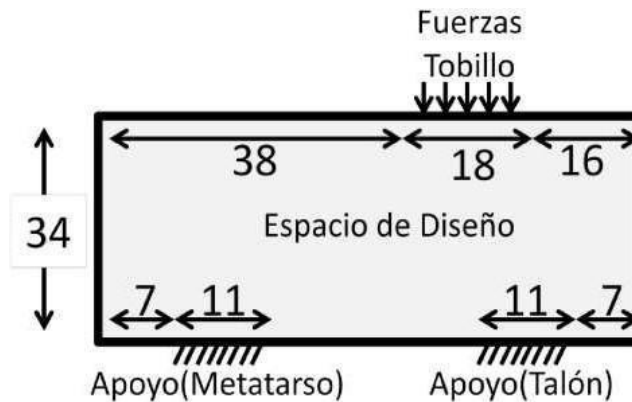 Fuerzas
Tobillo
38
18
16
34
Espacio de Diseño
7
11
11
7
Apoyo(Metatarso)
Apoyo(Talón)